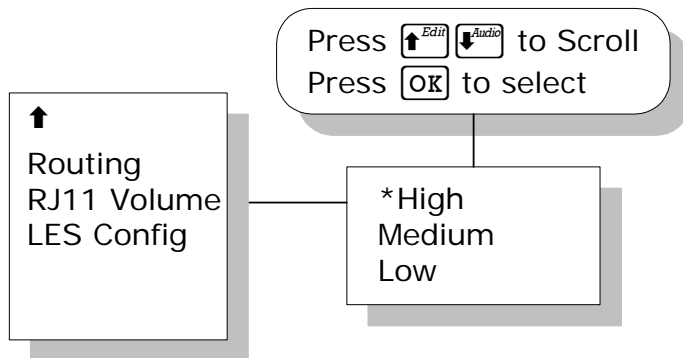 Press ⬆Edit ⬇Audio to Scroll
Press OK to select
⬆
Routing
RJ11 Volume
LES Config
*High
Medium
Low